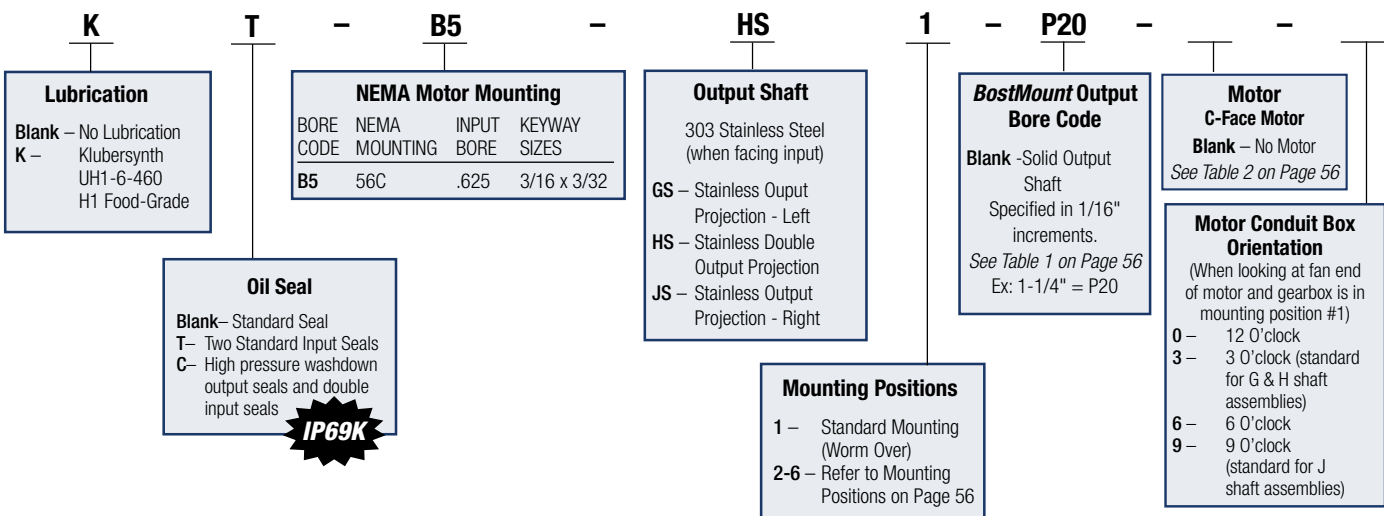 K T – B5 – HS 1 – P20 – –
Lubrication
Blank – No Lubrication
K – Klubersynth
UH1-6-460
H1 Food-Grade
Oil Seal
Blank– Standard Seal
T– Two Standard Input Seals
C– High pressure washdown
output seals and double
input seals
IP69K
NEMA Motor Mounting
BORE NEMA INPUT KEYWAY
CODE MOUNTING BORE SIZES
B5 56C .625 3/16 x 3/32
Output Shaft
303 Stainless Steel
(when facing input)
GS – Stainless Ouput
Projection - Left
HS – Stainless Double
Output Projection
JS – Stainless Output
Projection - Right
Mounting Positions
1 – Standard Mounting
(Worm Over)
2-6 – Refer to Mounting
Positions on Page 56
BostMount Output
Bore Code
Blank -Solid Output
Shaft
Specified in 1/16"
increments.
See Table 1 on Page 56
Ex: 1-1/4" = P20
Motor
C-Face Motor
Blank – No Motor
See Table 2 on Page 56
Motor Conduit Box
Orientation
(When looking at fan end
of motor and gearbox is in
mounting position #1)
0 – 12 O'clock
3 – 3 O'clock (standard
for G & H shaft
assemblies)
6 – 6 O'clock
9 – 9 O'clock
(standard for J
shaft assemblies)